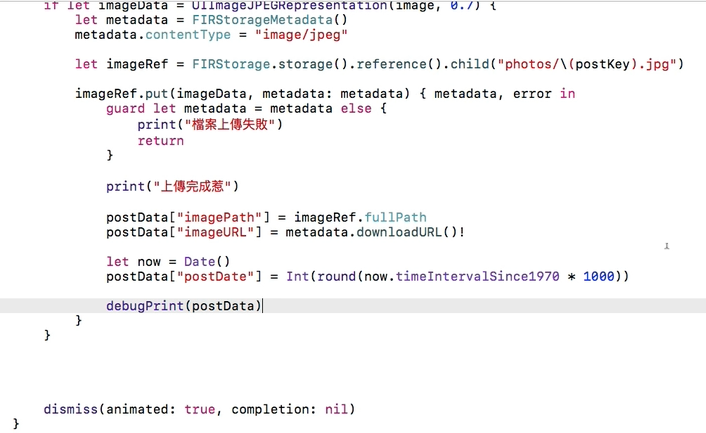 if let imageData = UIImageJPEGRepresentation(image, 0.7) {
let metadata = FIRStorageMetadata()
metadata.contentType = "image/jpeg"
let imageRef = FIRStorage.storage().reference().child("photos/\(postKey).jpg")
imageRef.put(imageData, metadata: metadata) { metadata, error in
guard let metadata = metadata else {
print("檔案上傳失敗")
return
}
print("上傳完成惹")
postData["imagePath"] = imageRef.fullPath
postData["imageURL"] = metadata.downloadURL()!
let now = Date()
postData["postDate"] = Int(round(now.timeIntervalSince1970 * 1000))
debugPrint(postData)
}
}
dismiss(animated: true, completion: nil)
}